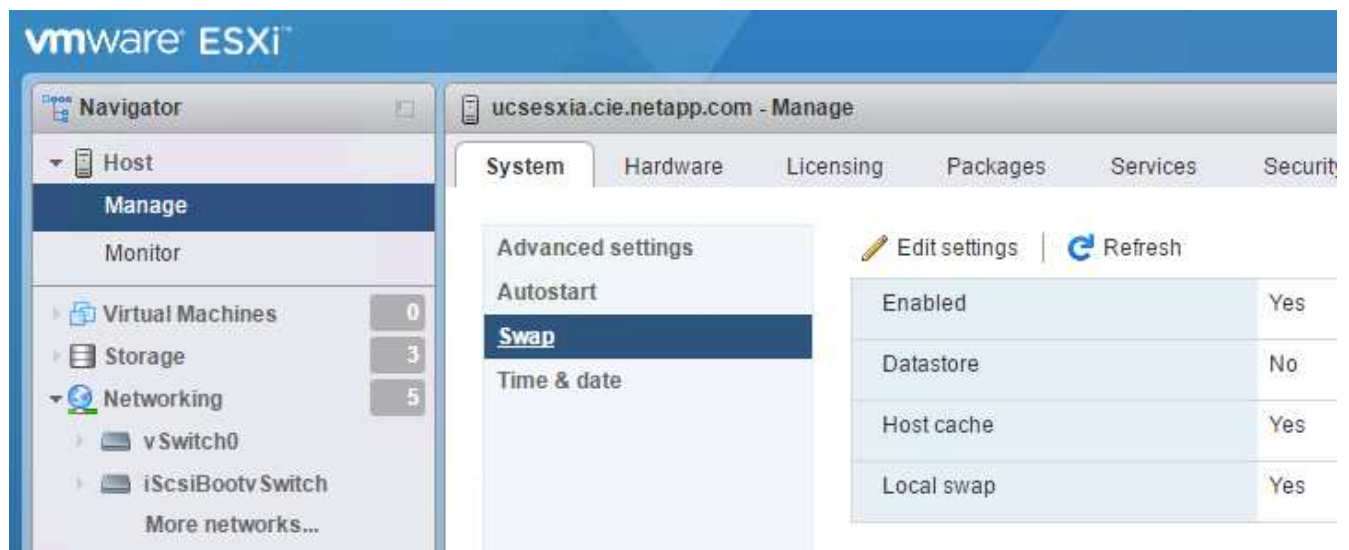 vmware ESXi™
Navigator
Host
Manage
Monitor
Virtual Machines 0
Storage 3
Networking 5
vSwitch0
iScsiBootvSwitch
More networks...
ucsesxia.cie.netapp.com - Manage
System Hardware Licensing Packages Services Security
Advanced settings
Autostart
Swap
Time & date
Edit settings | Refresh
Enabled Yes
Datastore No
Host cache Yes
Local swap Yes